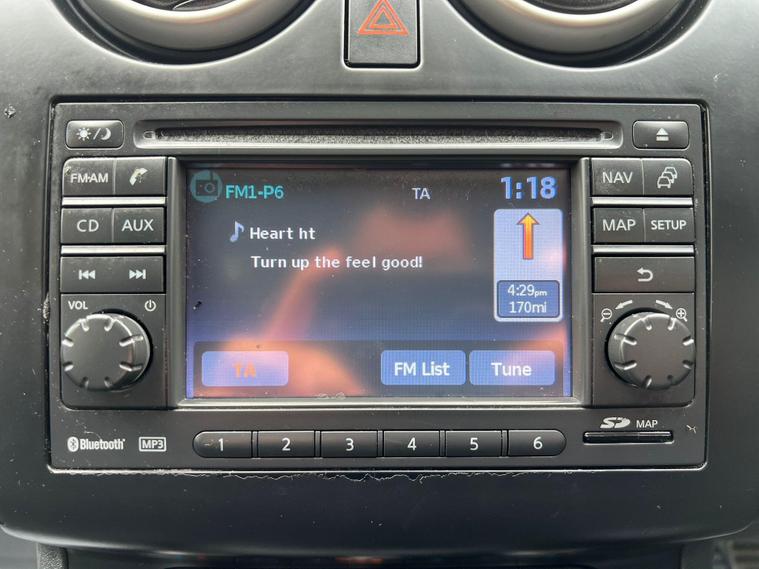 FM1-P6 TA 1:18
FM·AM NAV
Heart ht
CD AUX MAP SETUP
Turn up the feel good!
4:29pm
170mi
VOL
TA FM List Tune
Bluetooth MP3 1 2 3 4 5 6 SD MAP